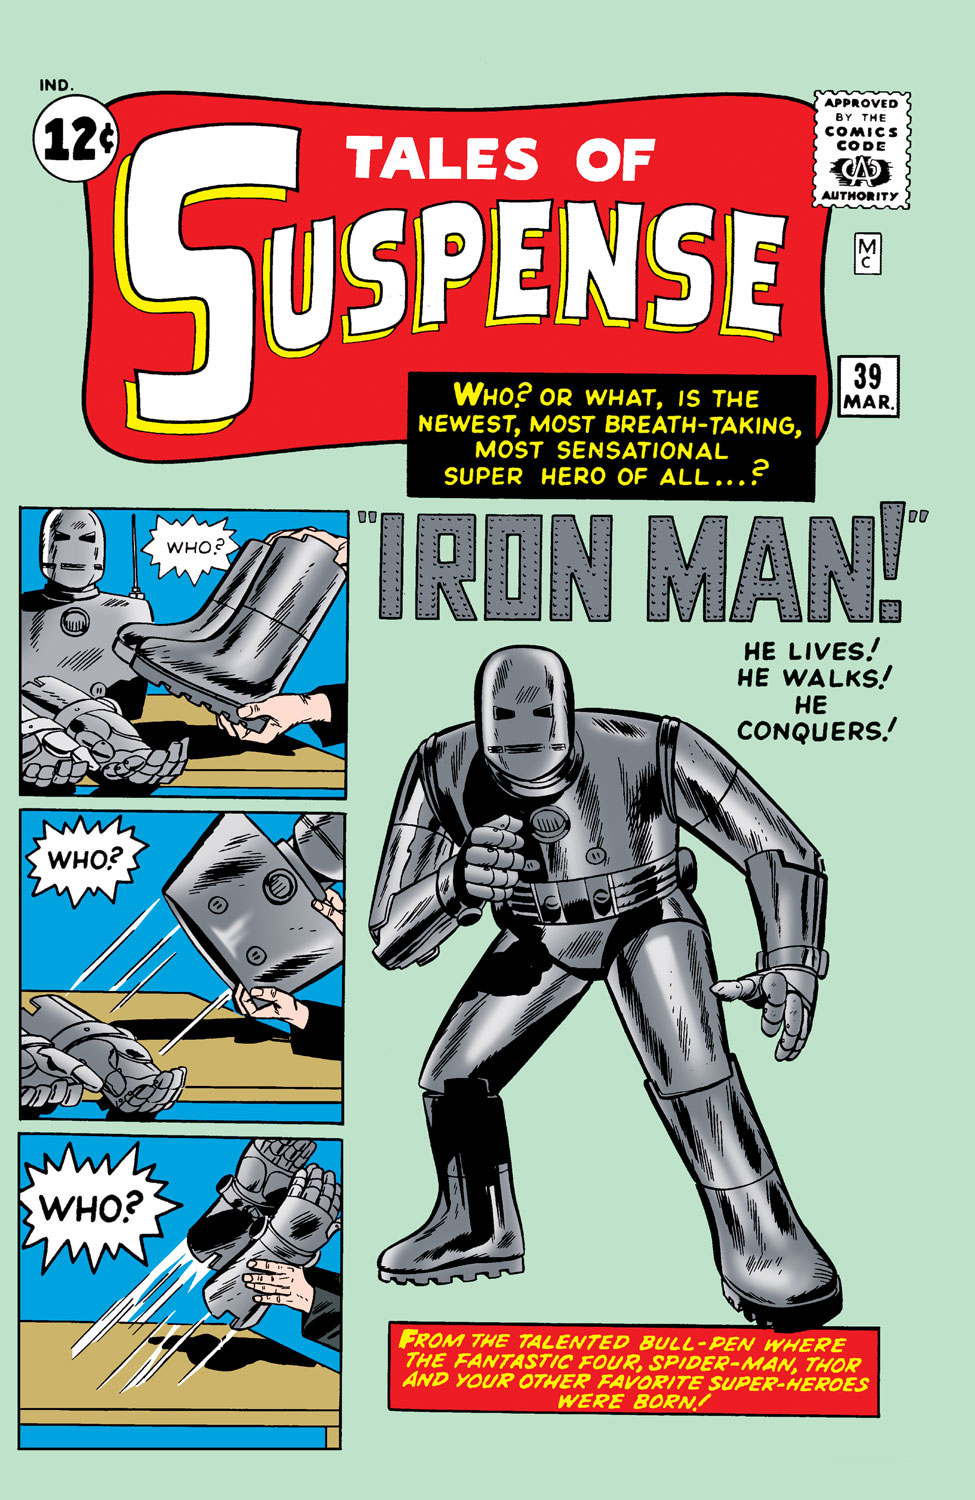 IND.
12¢
TALES OF
SUSPENSE
APPROVED
BY THE
COMICS
CODE
CA
AUTHORITY
M
C
39
MAR.
WHO? OR WHAT, IS THE
NEWEST, MOST BREATH-TAKING,
MOST SENSATIONAL
SUPER HERO OF ALL...?
"IRON MAN!"
HE LIVES!
HE WALKS!
HE
CONQUERS!
WHO?
WHO?
WHO?
FROM THE TALENTED BULL-PEN WHERE
THE FANTASTIC FOUR, SPIDER-MAN, THOR
AND YOUR OTHER FAVORITE SUPER-HEROES
WERE BORN!